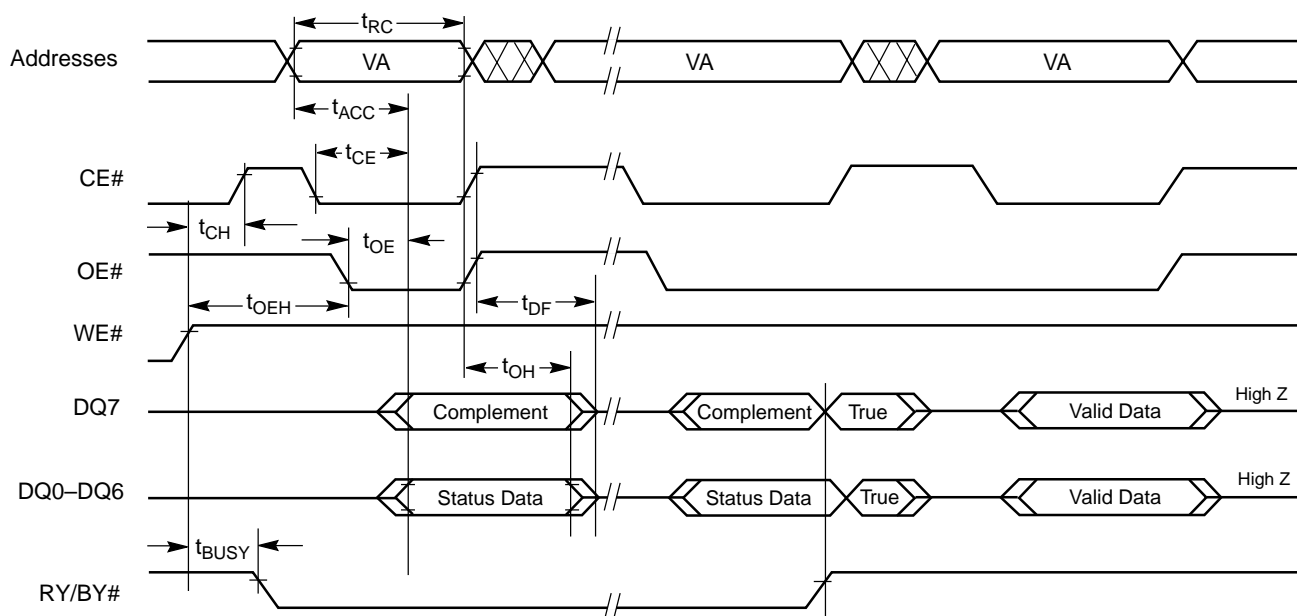 tRC
Addresses VA VA VA
tACC
tCE
CE#
tCH
tOE
OE#
tOEH
tDF
WE#
tOH
DQ7 Complement Complement True Valid Data High Z
DQ0–DQ6 Status Data Status Data True Valid Data High Z
tBUSY
RY/BY#